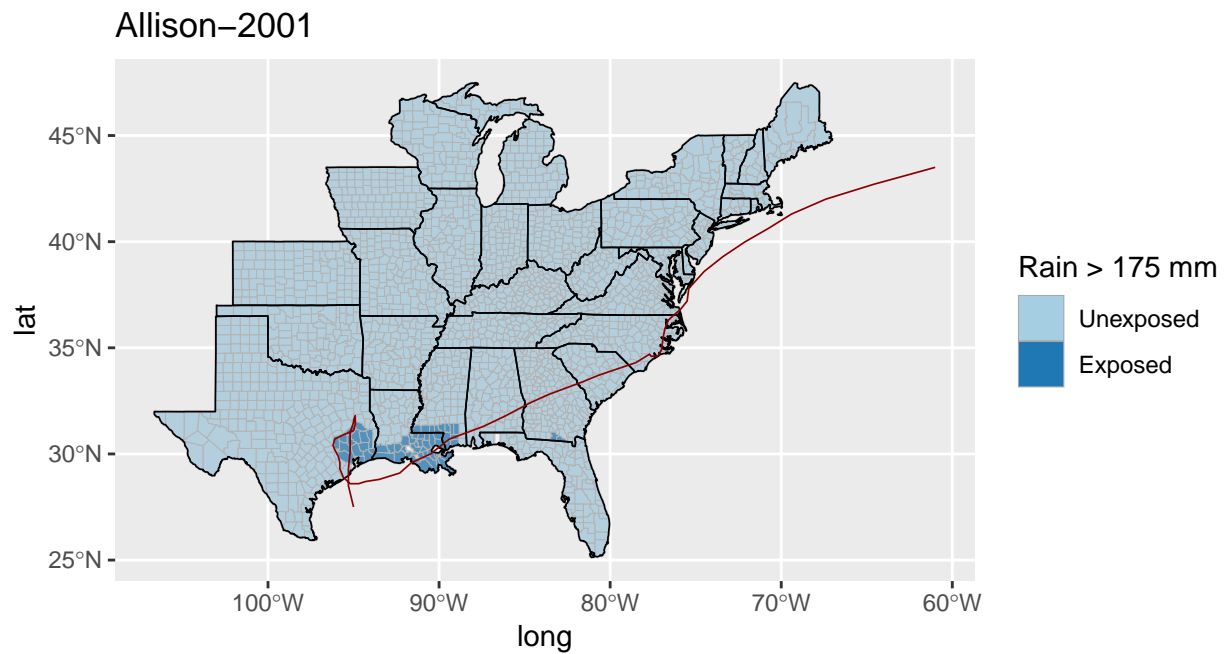 Allison−2001
45°N
40°N
35°N
30°N
25°N
lat
100°W
90°W
80°W
70°W
60°W
long
Rain > 175 mm
Unexposed
Exposed